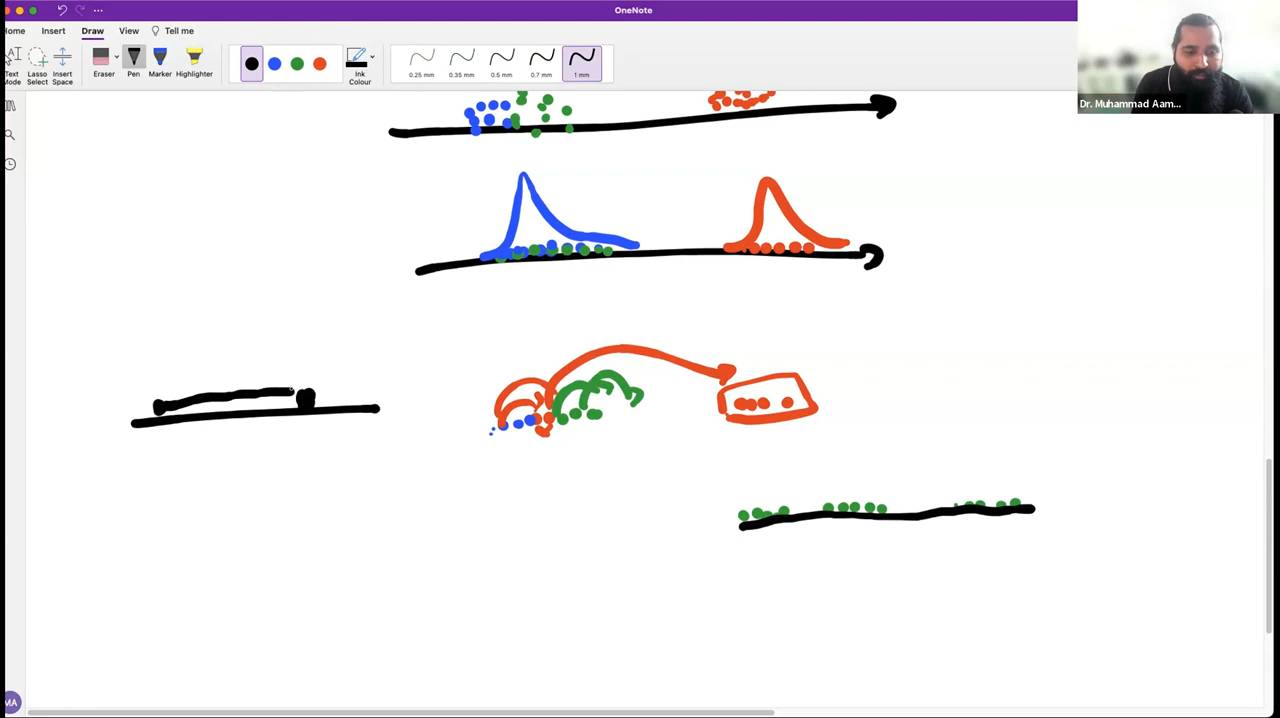 OneNote
Home Insert Draw View Tell me
Text Mode
Lasso Select
Insert Space
Eraser
Pen
Marker
Highlighter
Ink Colour
0.25 mm
0.35 mm
0.5 mm
0.7 mm
1 mm
Dr. Muhammad Aam...
MA